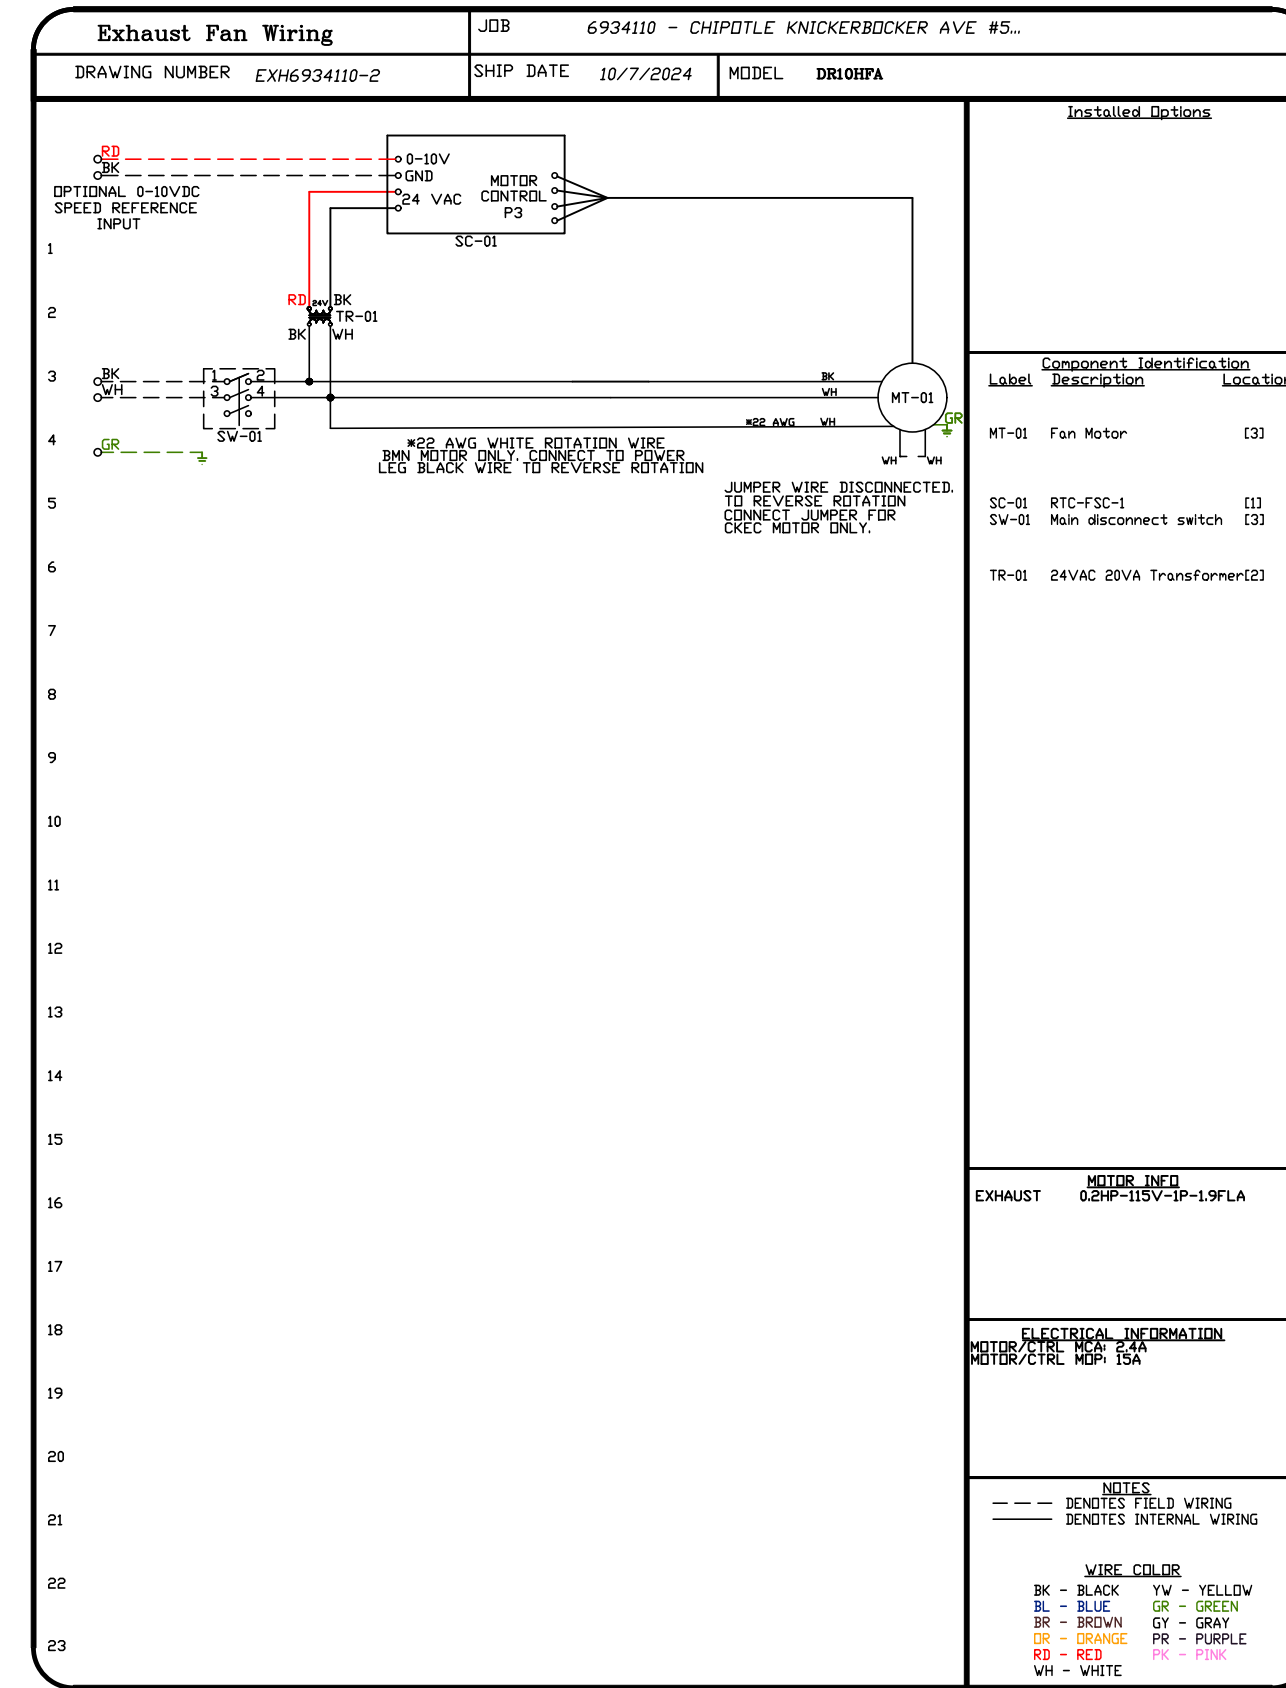 Exhaust Fan Wiring
JOB 6934110 - CHIPOTLE KNICKERBOCKER AVE #5...
DRAWING NUMBER EXH6934110-2
SHIP DATE 10/7/2024
MODEL DR10HFA
RD
BK
OPTIONAL 0-10VDC
SPEED REFERENCE
INPUT
0-10V
GND
24 VAC
MOTOR
CONTROL
P3
SC-01
RD 24V BK
TR-01
BK WH
BK
WH
1 2
3 4
SW-01
GR
BK
WH
MT-01
*22 AWG WH
GR
WH WH
*22 AWG WHITE ROTATION WIRE
BMN MOTOR ONLY. CONNECT TO POWER
LEG BLACK WIRE TO REVERSE ROTATION
JUMPER WIRE DISCONNECTED.
TO REVERSE ROTATION
CONNECT JUMPER FOR
CKEC MOTOR ONLY.
1
2
3
4
5
6
7
8
9
10
11
12
13
14
15
16
17
18
19
20
21
22
23
Installed Options
Component Identification
Label Description Location
MT-01 Fan Motor [3]
SC-01 RTC-FSC-1 [1]
SW-01 Main disconnect switch [3]
TR-01 24VAC 20VA Transformer[2]
MOTOR INFO
EXHAUST 0.2HP-115V-1P-1.9FLA
ELECTRICAL INFORMATION
MOTOR/CTRL MCA: 2.4A
MOTOR/CTRL MOP: 15A
NOTES
DENOTES FIELD WIRING
DENOTES INTERNAL WIRING
WIRE COLOR
BK - BLACK YW - YELLOW
BL - BLUE GR - GREEN
BR - BROWN GY - GRAY
OR - ORANGE PR - PURPLE
RD - RED PK - PINK
WH - WHITE